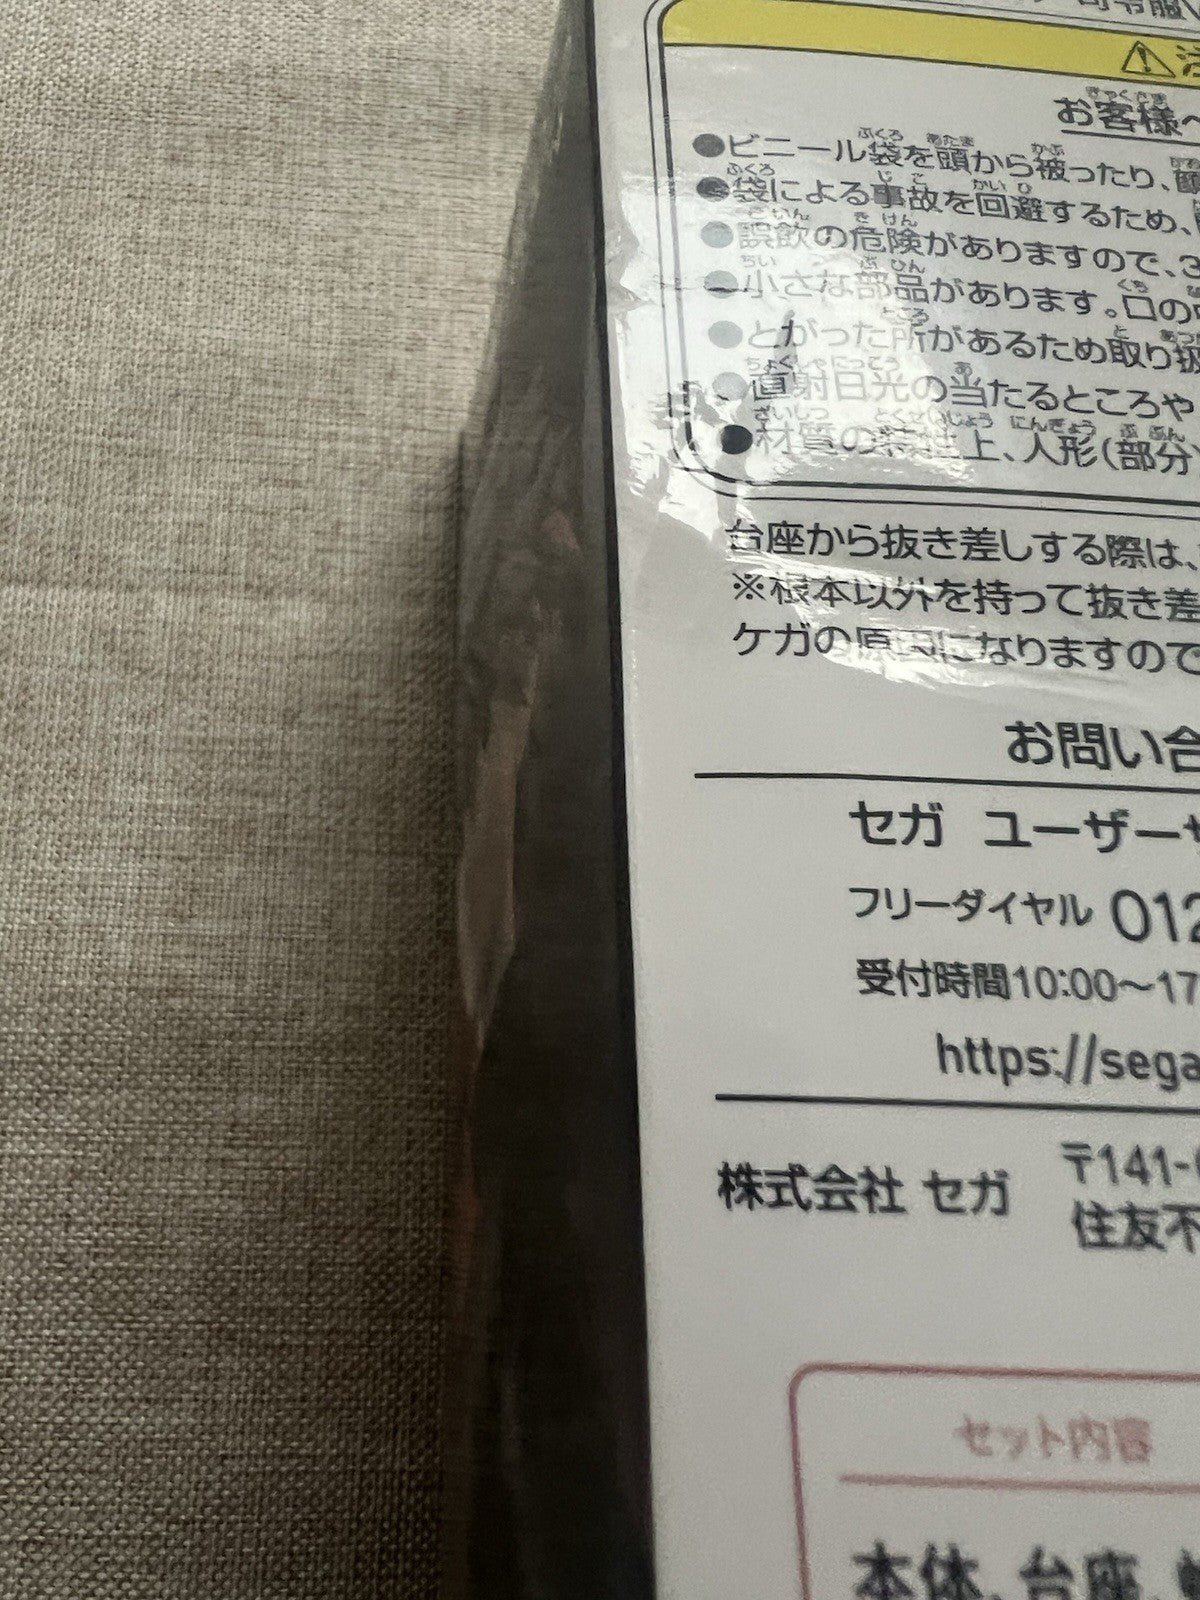 司令服
お客様へ
●ビニール袋を頭から被ったり、
●袋による事故を回避するため、
●誤飲の危険がありますので、3
●小さな部品があります。口の中
●とがった所があるため取り扱
●直射日光の当たるところや
●材質の特性上、人形(部分)
台座から抜き差しする際は、
※根本以外を持って抜き差
ケガの原因になりますので
お問い合
セガ ユーザーサ
フリーダイヤル 012
受付時間10:00～17
https://sega
株式会社 セガ
〒141-
住友不
セット内容
本体、台座、